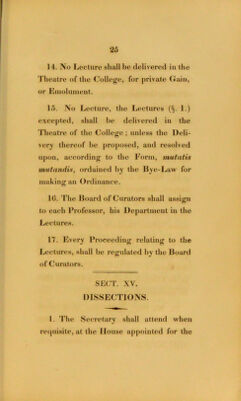 25
14. No Lecture shall be delivered in the
Theatre of the College, for private Gain,
or Emolument.
15. No Lecture, the Lectures (§. 1.)
excepted, shall be delivered in the
Theatre of the College; unless the Deli-
very thereof be proposed, and resolved
upon, according to the Form, mutatis
mutandis, ordained by the Bye-Law for
making an Ordinance.
16. The Board of Curators shall assign
to each Professor, his Department in the
Lectures.
17. Every Proceeding relating to the
Lectures, shall be regulated by the Board
of Curators.
SECT. XV.
DISSECTIONS.
1. The Secretary shall attend when
requisite, at the House appointed for the